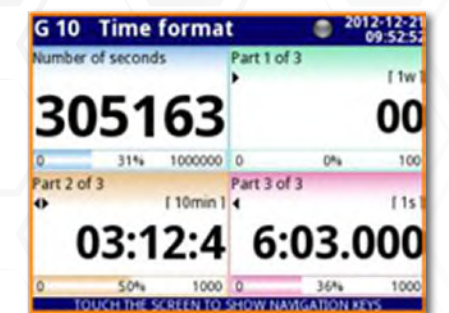 G 10 Time format
2012-12-21
09:52:52
Number of seconds
305163
0 31% 1000000
Part 1 of 3
[ 1w ]
00
0 0% 100
Part 2 of 3
[ 10min ]
03:12:4
0 50% 1000
Part 3 of 3
[ 1s ]
6:03.000
0 36% 1000
TOUCH THE SCREEN TO SHOW NAVIGATION KEYS